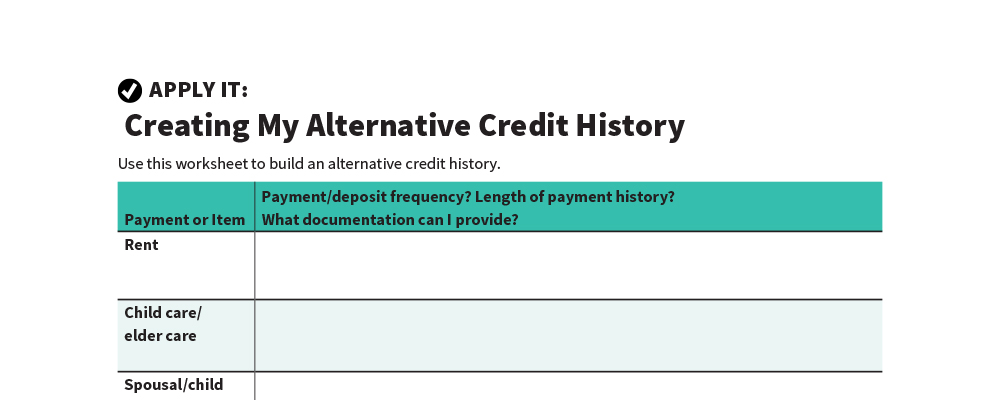 APPLY IT:
Creating My Alternative Credit History
Use this worksheet to build an alternative credit history.
Payment or Item
Payment/deposit frequency? Length of payment history?
What documentation can I provide?
Rent
Child care/
elder care
Spousal/child